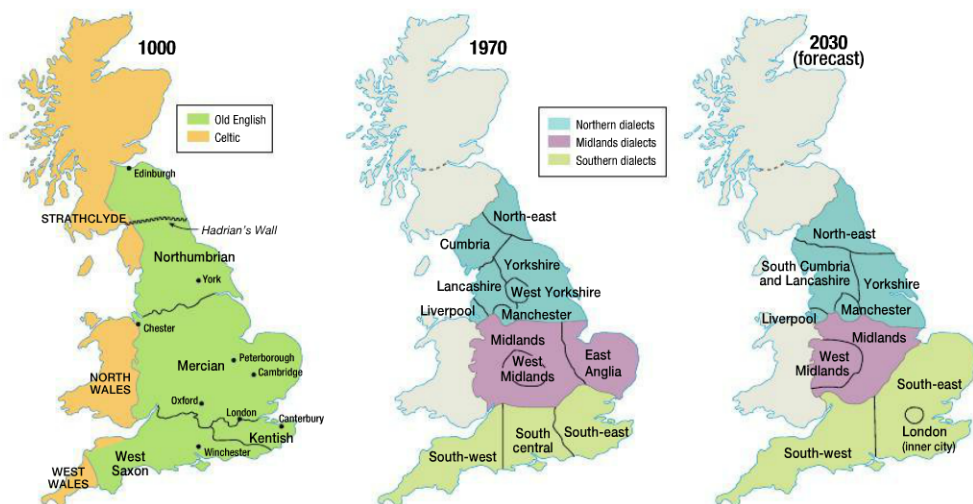 1000
Old English
Celtic
Edinburgh
STRATHCLYDE
Hadrian's Wall
Northumbrian
York
Chester
Mercian
Peterborough
Cambridge
NORTH
WALES
Oxford
London
Canterbury
Kentish
West
Saxon
Winchester
WEST
WALES
1970
Northern dialects
Midlands dialects
Southern dialects
North-east
Cumbria
Yorkshire
Lancashire
West Yorkshire
Liverpool
Manchester
Midlands
West
Midlands
East
Anglia
South-west
South
central
South-east
2030
(forecast)
North-east
South Cumbria
and Lancashire
Yorkshire
Liverpool
Manchester
Midlands
West
Midlands
South-east
London
(inner city)
South-west